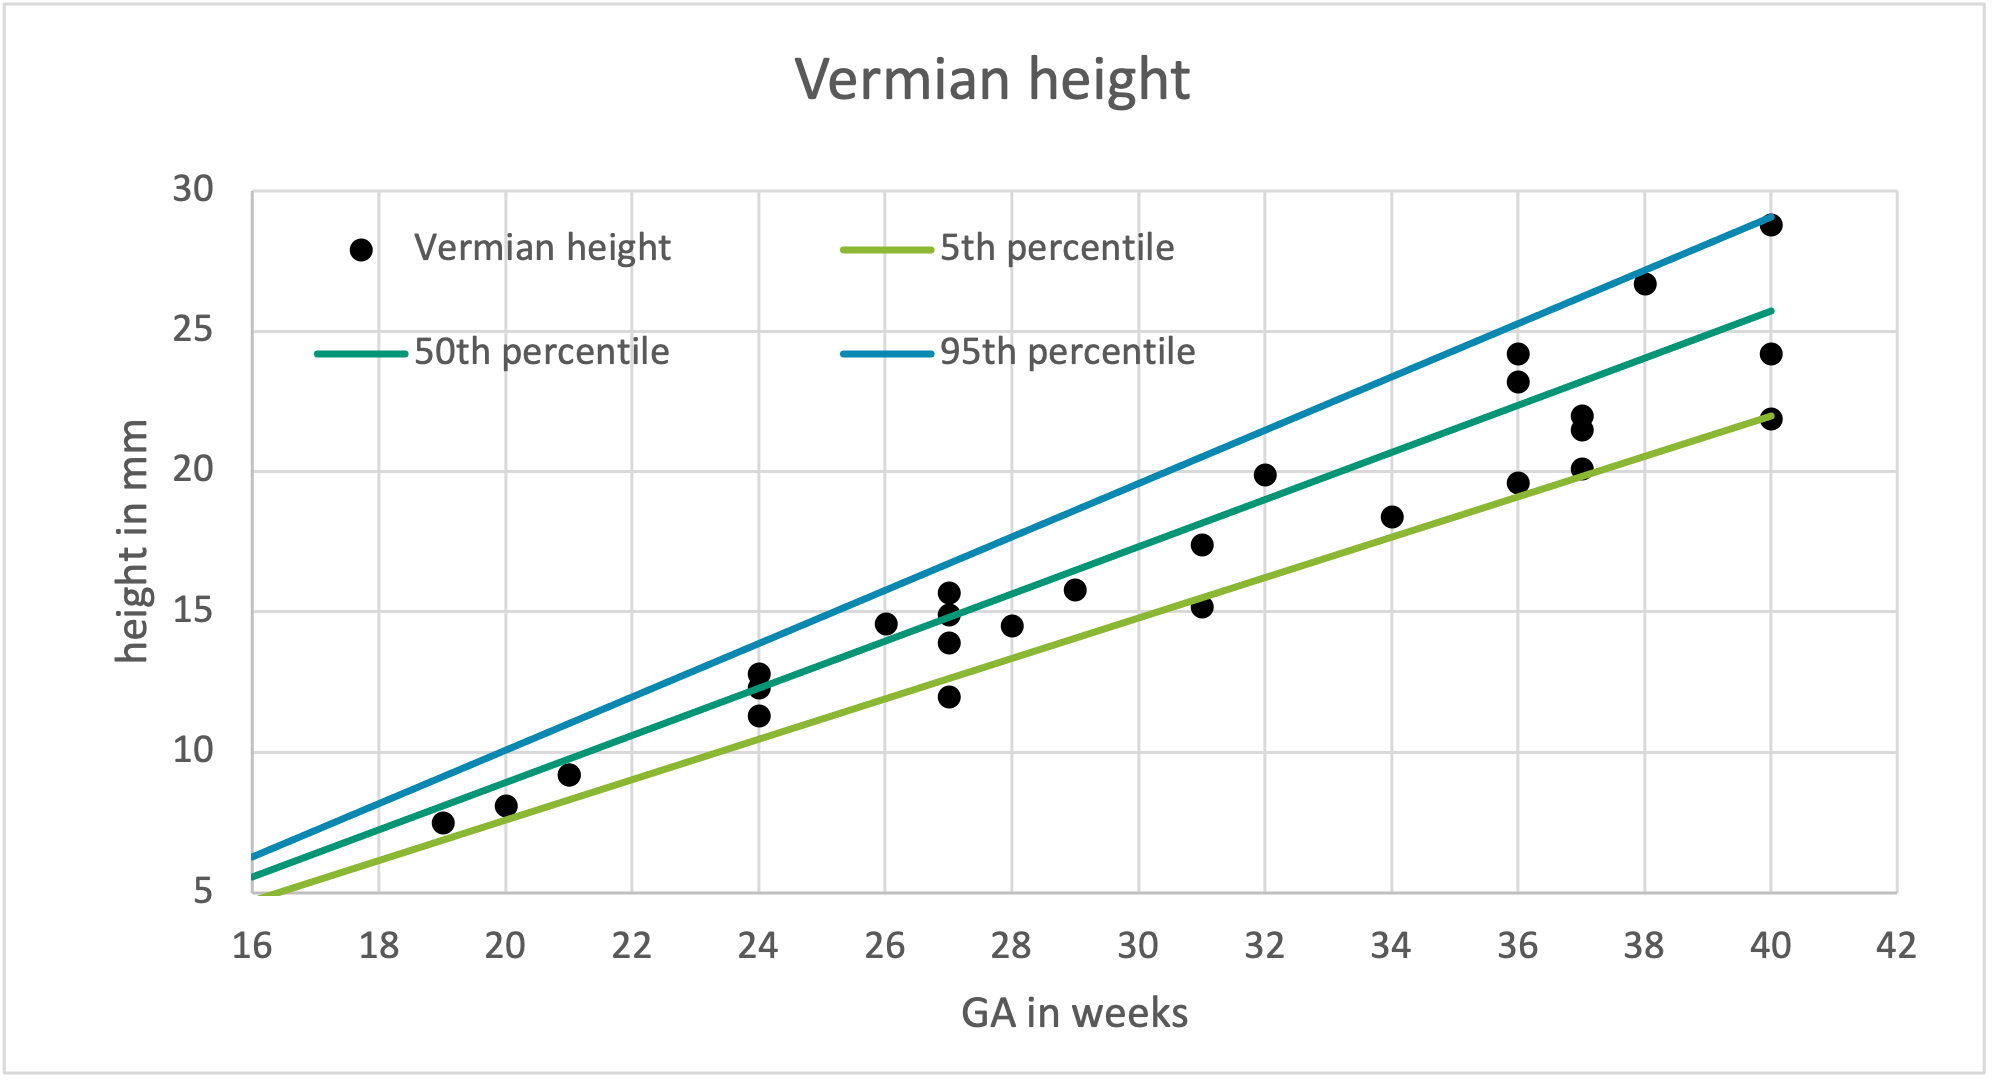 Vermian height
30
Vermian height
5th percentile
25
50th percentile
95th percentile
20
15
10
5
height in mm
16 18 20 22 24 26 28 30 32 34 36 38 40 42
GA in weeks